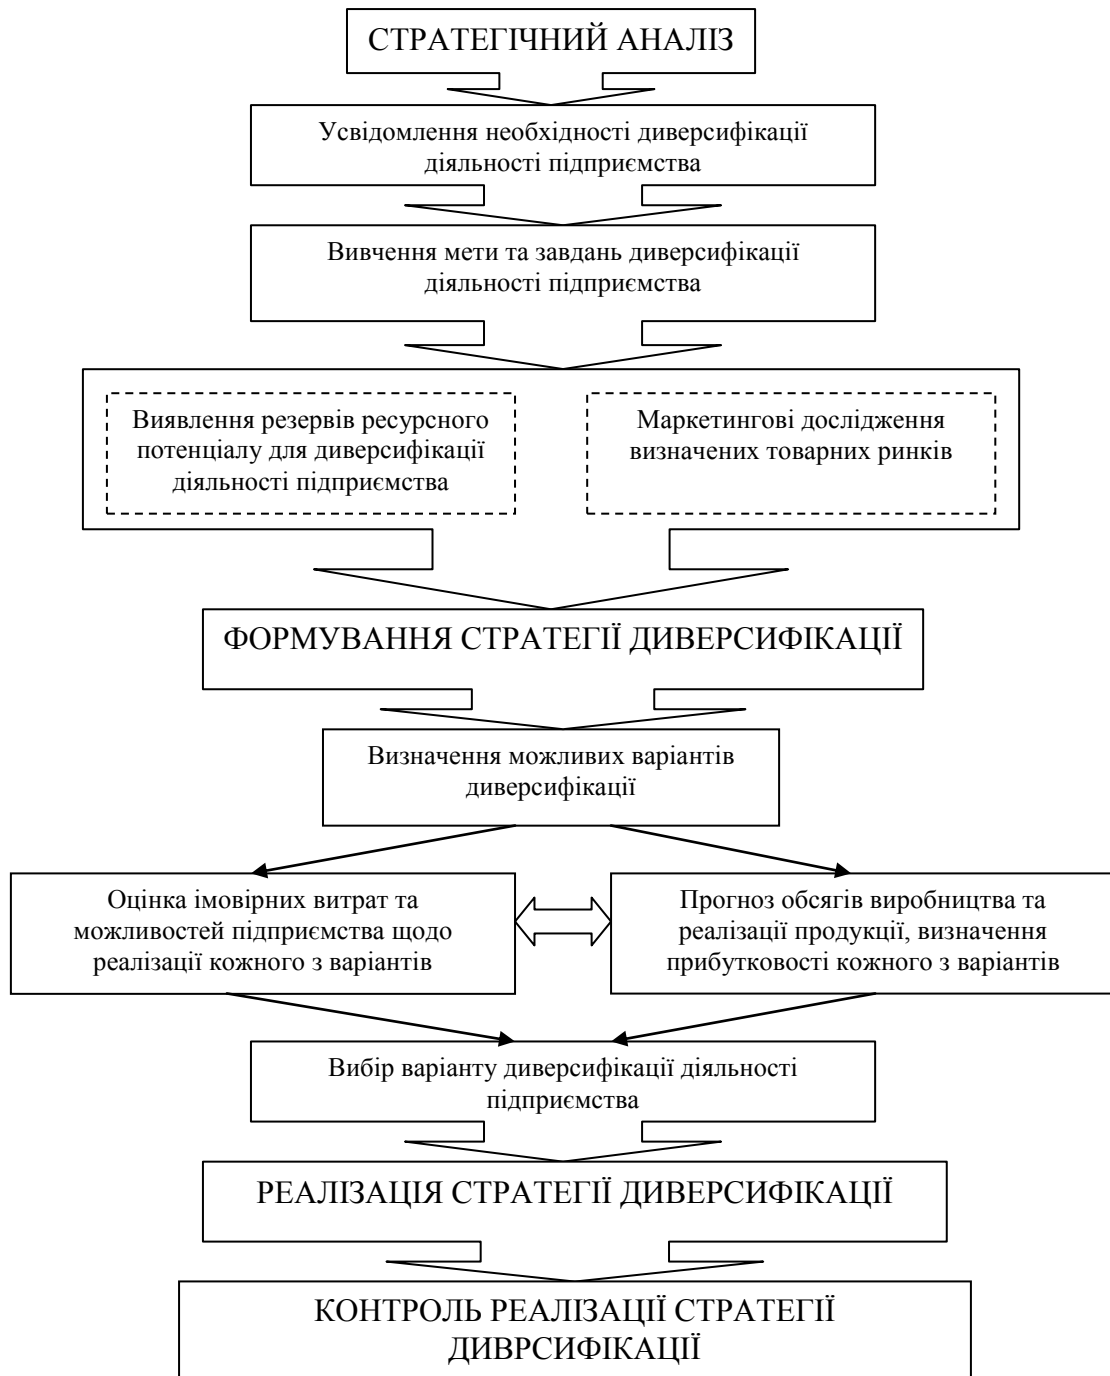 СТРАТЕГІЧНИЙ АНАЛІЗ
Усвідомлення необхідності диверсифікації
діяльності підприємства
Вивчення мети та завдань диверсифікації
діяльності підприємства
Виявлення резервів ресурсного
потенціалу для диверсифікації
діяльності підприємства
Маркетингові дослідження
визначених товарних ринків
ФОРМУВАННЯ СТРАТЕГІЇ ДИВЕРСИФІКАЦІЇ
Визначення можливих варіантів
диверсифікації
Оцінка імовірних витрат та
можливостей підприємства щодо
реалізації кожного з варіантів
Прогноз обсягів виробництва та
реалізації продукції, визначення
прибутковості кожного з варіантів
Вибір варіанту диверсифікації діяльності
підприємства
РЕАЛІЗАЦІЯ СТРАТЕГІЇ ДИВЕРСИФІКАЦІЇ
КОНТРОЛЬ РЕАЛІЗАЦІЇ СТРАТЕГІЇ
ДИВРСИФІКАЦІЇ